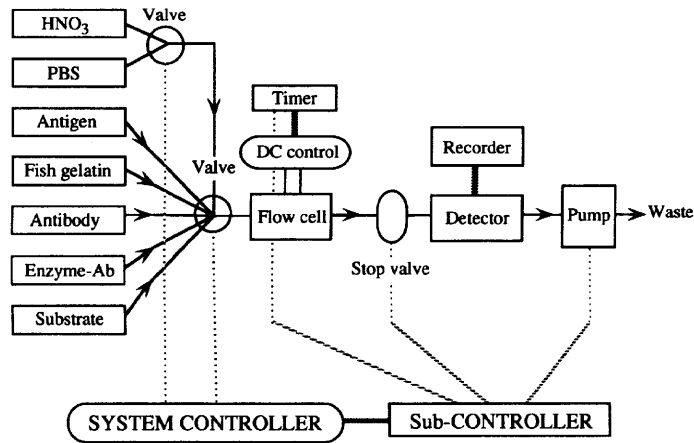 Valve
HNO3
PBS
Antigen
Fish gelatin
Antibody
Enzyme-Ab
Substrate
Valve
Timer
DC control
Flow cell
Stop valve
Recorder
Detector
Pump
Waste
SYSTEM CONTROLLER
Sub-CONTROLLER